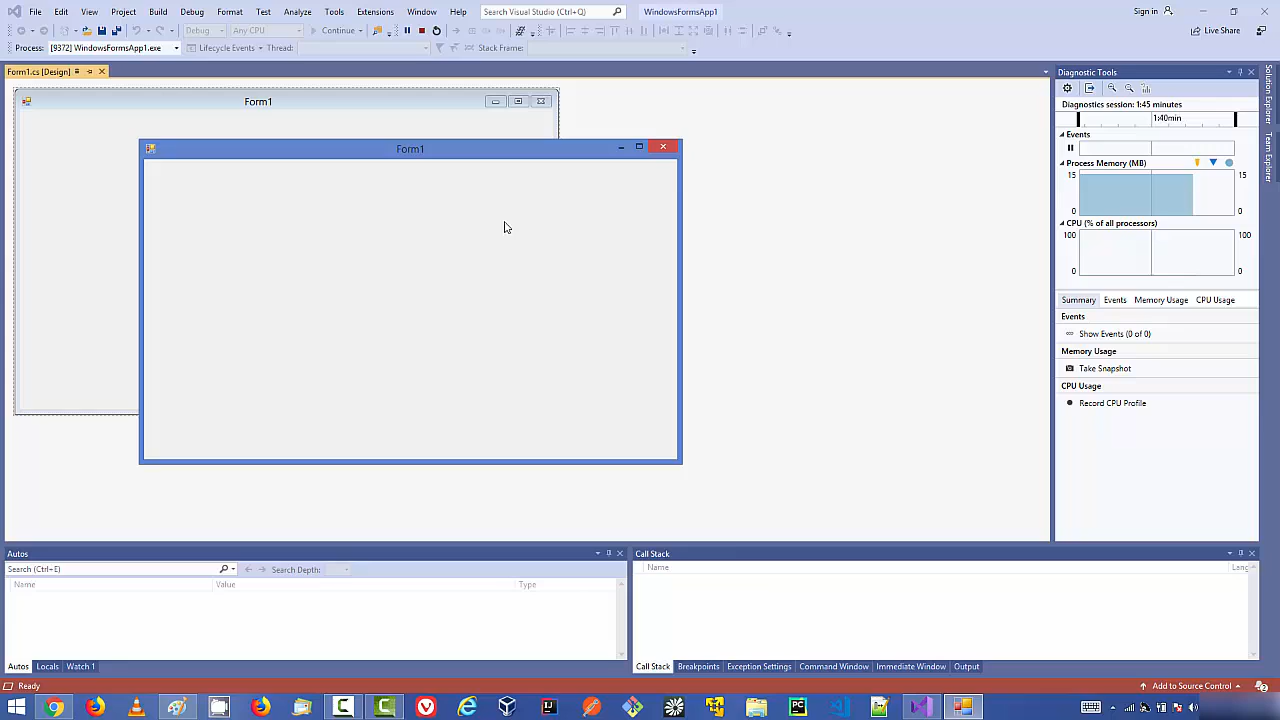 File Edit View Project Build Debug Format Test Analyze Tools Extensions Window Help Search Visual Studio (Ctrl+Q) WindowsFormsApp1 Sign in
Debug Any CPU Continue Live Share
Process: [9372] WindowsFormsApp1.exe Lifecycle Events Thread: Stack Frame:
Form1.cs [Design]
Diagnostic Tools
Form1
Form1
Diagnostics session: 1:45 minutes
1:40min
Events
Process Memory (MB)
15 15
0 0
CPU (% of all processors)
100 100
0 0
Summary Events Memory Usage CPU Usage
Events
Show Events (0 of 0)
Memory Usage
Take Snapshot
CPU Usage
Record CPU Profile
Solution Explorer
Team Explorer
Autos
Search (Ctrl+E) Search Depth:
Name Value Type
Autos Locals Watch 1
Call Stack
Name Lang
Call Stack Breakpoints Exception Settings Command Window Immediate Window Output
Ready Add to Source Control 2